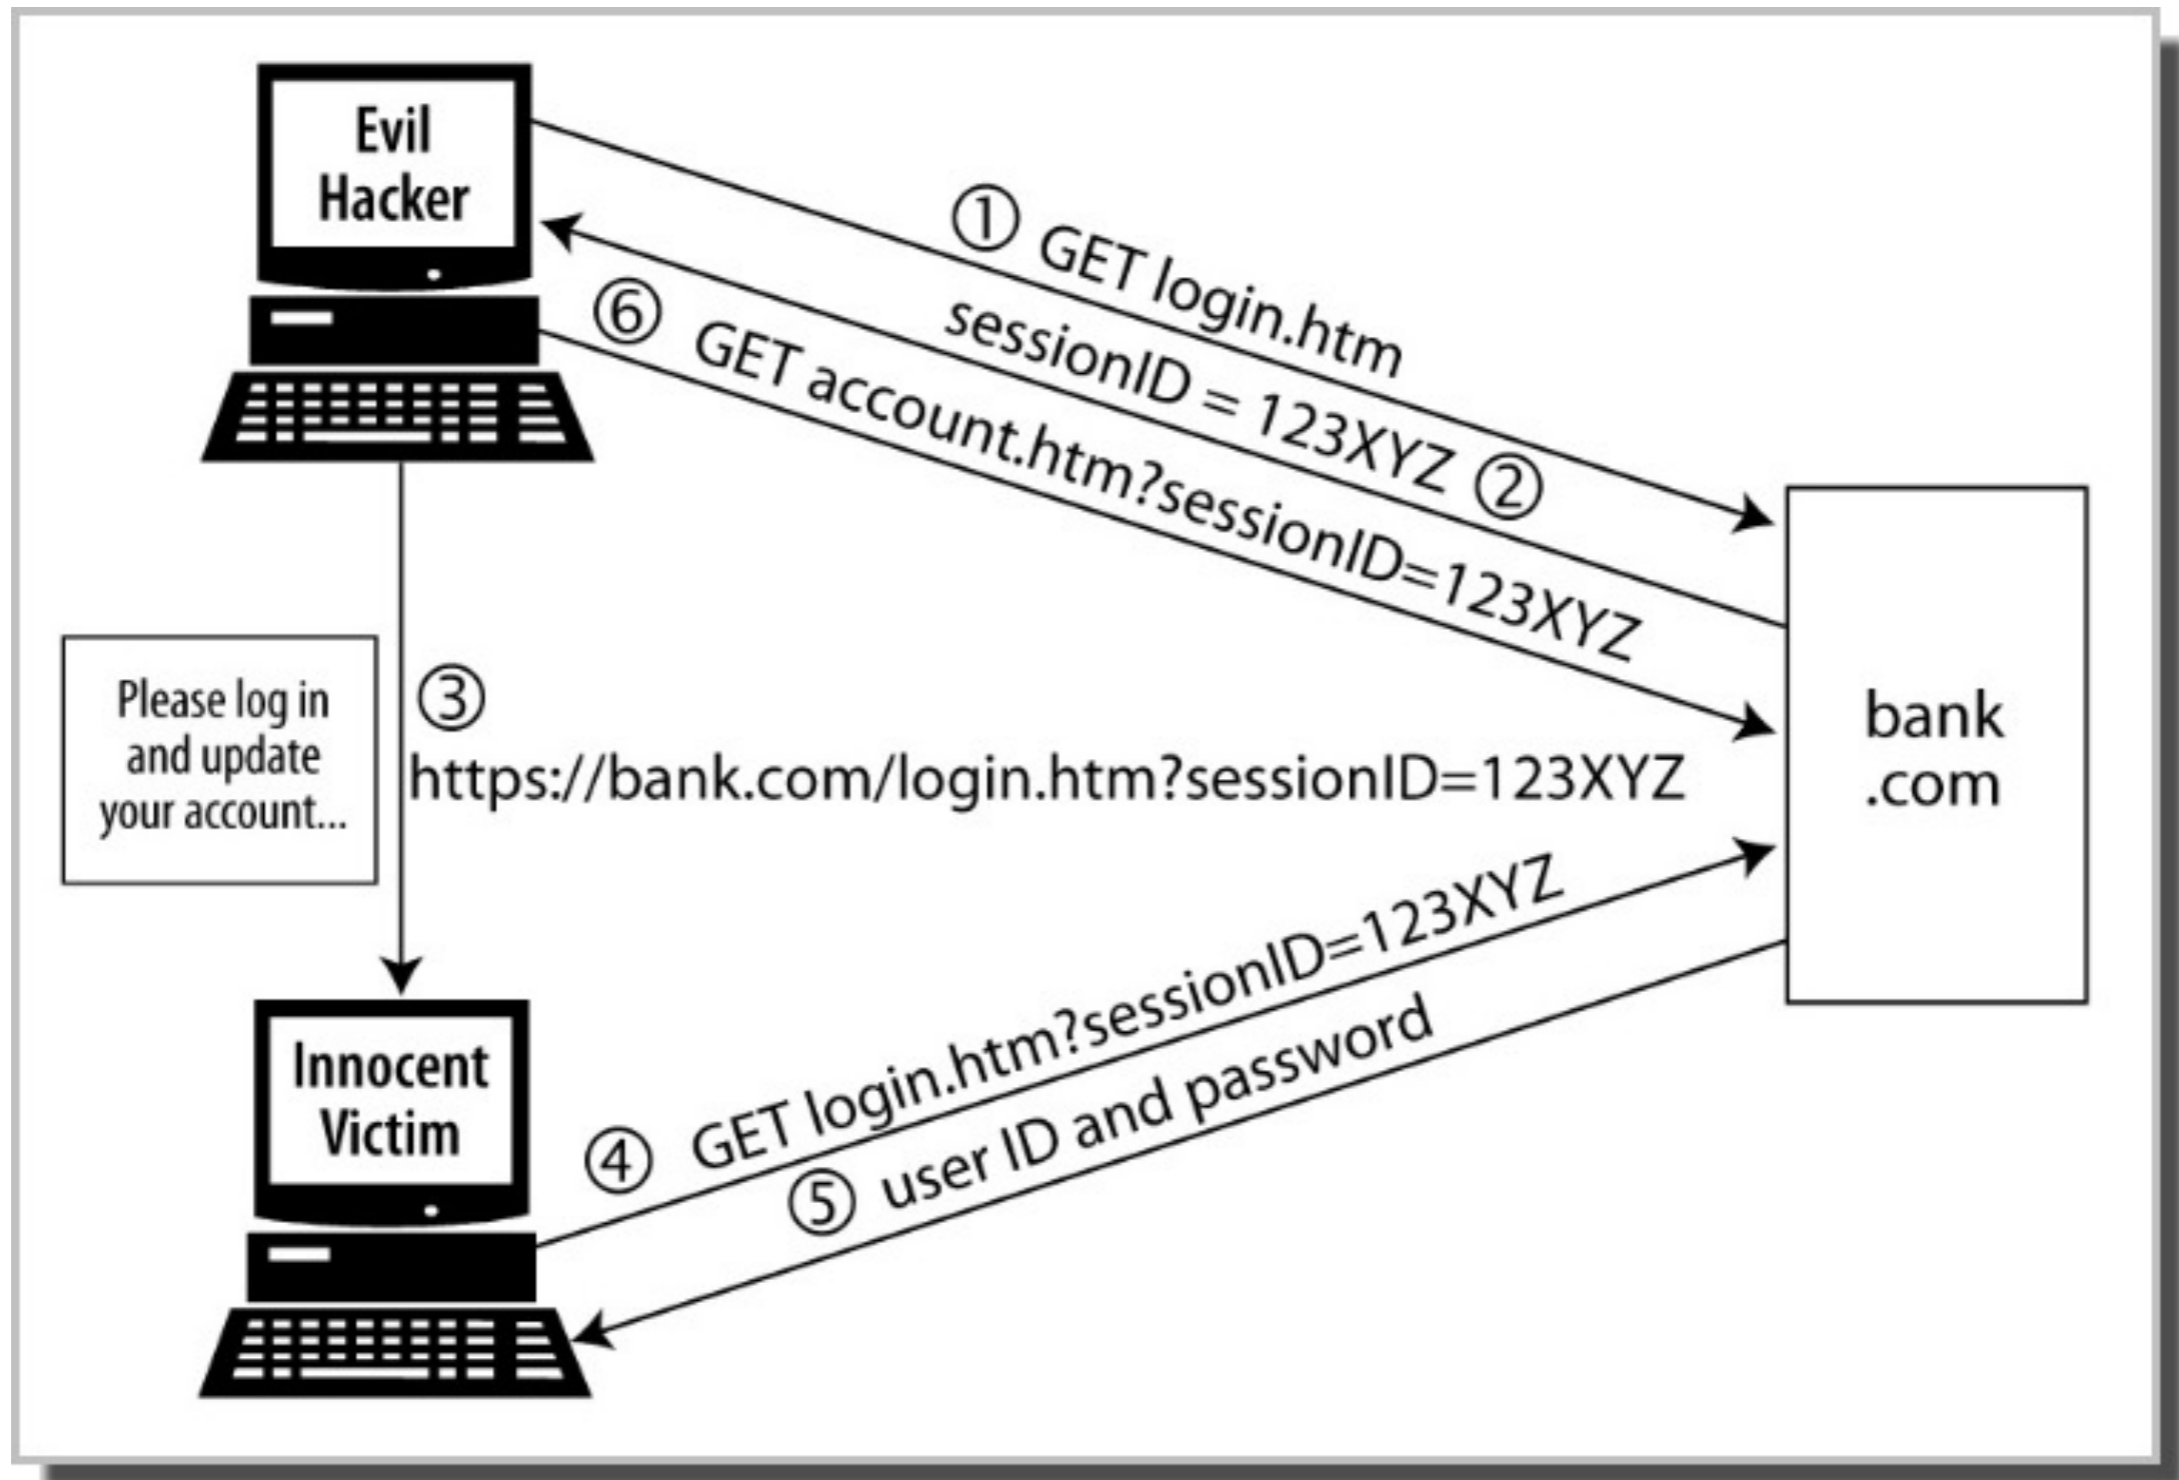 Evil
Hacker
① GET login.htm
sessionID = 123XYZ ②
⑥ GET account.htm?sessionID=123XYZ
Please log in
and update
your account...
③
https://bank.com/login.htm?sessionID=123XYZ
bank
.com
Innocent
Victim
④ GET login.htm?sessionID=123XYZ
⑤ user ID and password